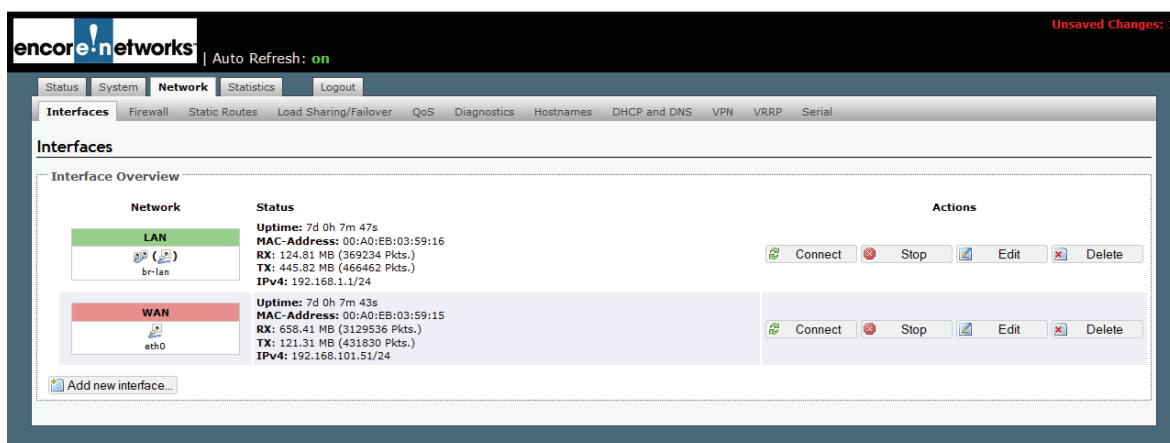 Unsaved Changes:
encore!networks | Auto Refresh: on
Status System Network Statistics Logout
Interfaces Firewall Static Routes Load Sharing/Failover QoS Diagnostics Hostnames DHCP and DNS VPN VRRP Serial
Interfaces
Interface Overview
Network Status Actions
LAN
br-lan
Uptime: 7d 0h 7m 47s
MAC-Address: 00:A0:EB:03:59:16
RX: 124.81 MB (369234 Pkts.)
TX: 445.82 MB (466462 Pkts.)
IPv4: 192.168.1.1/24
Connect Stop Edit Delete
WAN
eth0
Uptime: 7d 0h 7m 43s
MAC-Address: 00:A0:EB:03:59:15
RX: 658.41 MB (3129536 Pkts.)
TX: 121.31 MB (431830 Pkts.)
IPv4: 192.168.101.51/24
Connect Stop Edit Delete
Add new interface...